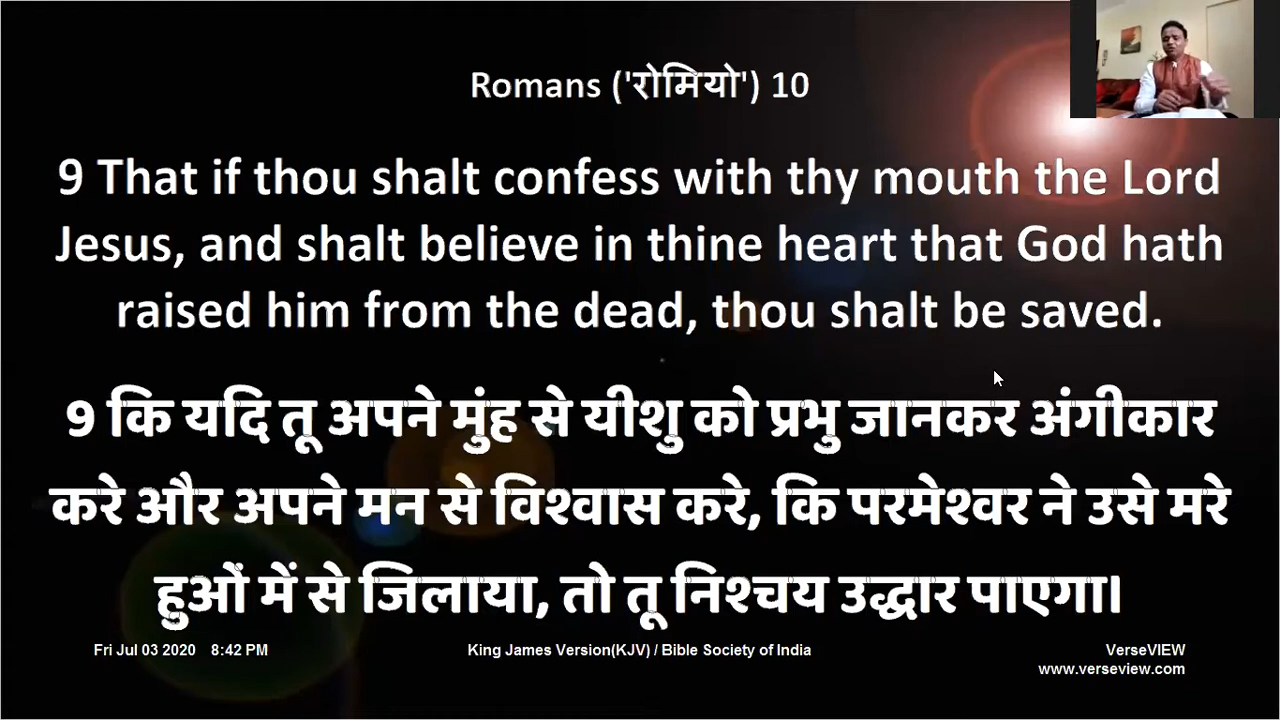 Romans ('रोमियो') 10
9 That if thou shalt confess with thy mouth the Lord
Jesus, and shalt believe in thine heart that God hath
raised him from the dead, thou shalt be saved.
9 कि यदि तू अपने मुंह से यीशु को प्रभु जानकर अंगीकार
करे और अपने मन से विश्वास करे, कि परमेश्वर ने उसे मरे
हुओं में से जिलाया, तो तू निश्चय उद्धार पाएगा।
Fri Jul 03 2020 8:42 PM King James Version(KJV) / Bible Society of India VerseVIEW
www.verseview.com